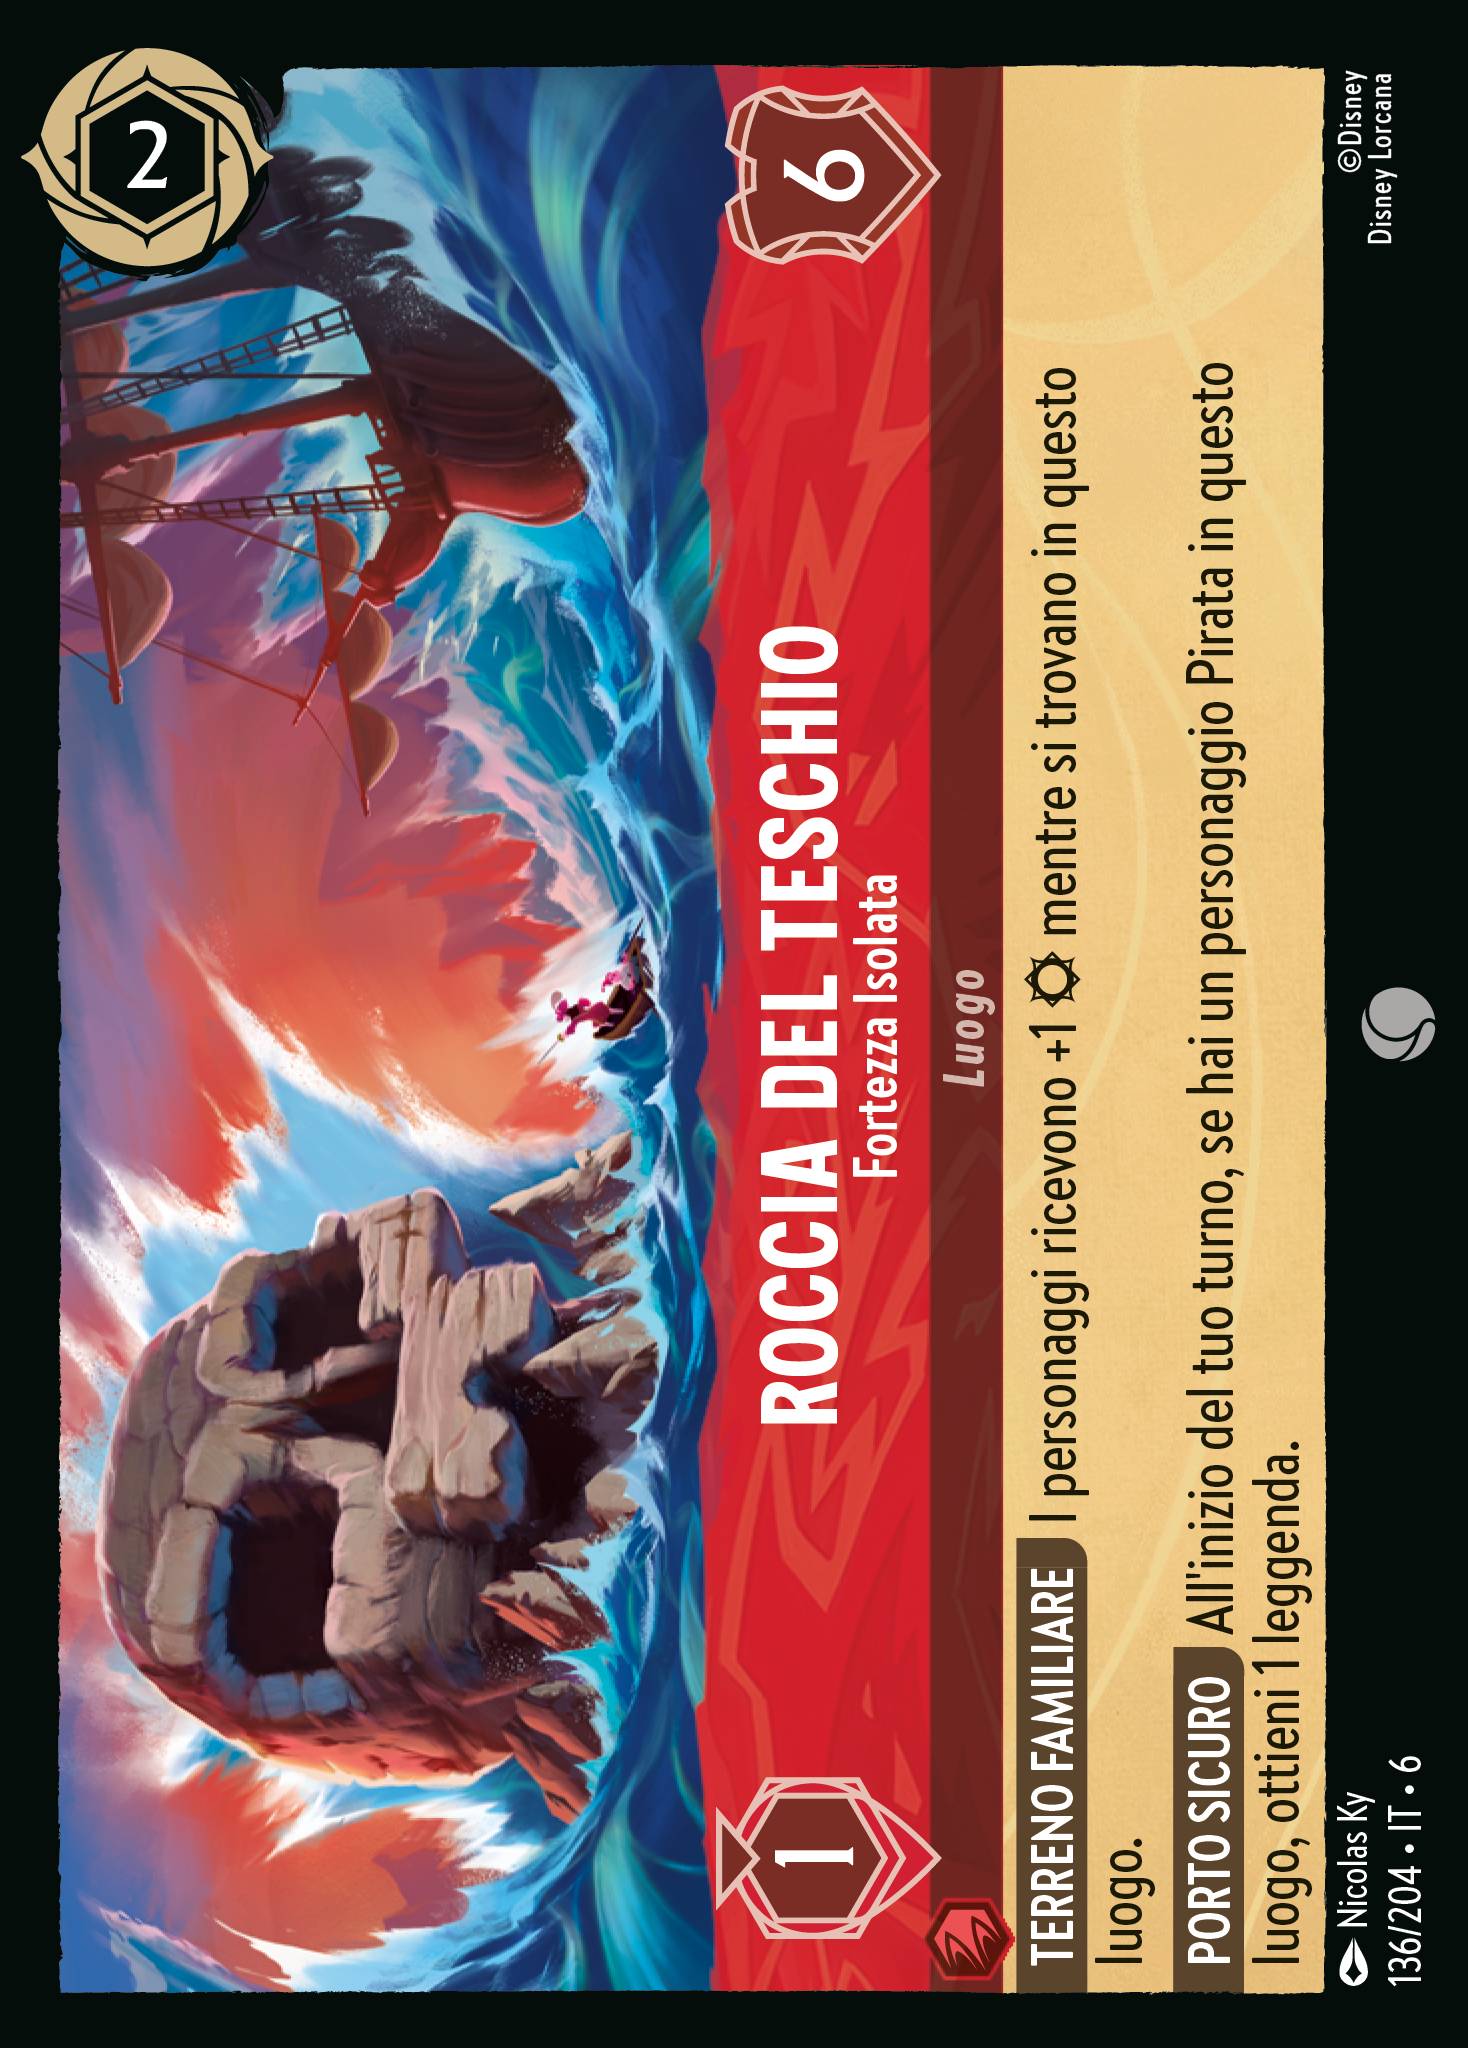 2
ROCCIA DEL TESCHIO
Fortezza Isolata
1
6
Luogo
TERRENO FAMILIARE I personaggi ricevono +1 mentre si trovano in questo
luogo.
PORTO SICURO All'inizio del tuo turno, se hai un personaggio Pirata in questo
luogo, ottieni 1 leggenda.
Nicolas Ky
136/204 • IT • 6
©Disney
Disney Lorcana